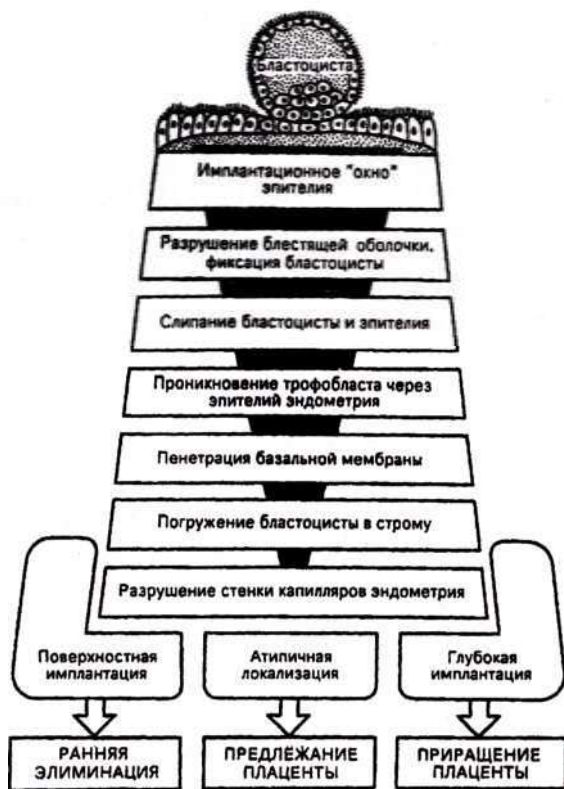 Бластоциста
Имплантационное "окно"
эпителия
Разрушение блестящей оболочки,
фиксация бластоцисты
Слипание бластоцисты и эпителия
Проникновение трофобласта через
эпителий эндометрия
Пенетрация базальной мембраны
Погружение бластоцисты в строму
Разрушение стенки капилляров эндометрия
Поверхностная
имплантация
Атипичная
локализация
Глубокая
имплантация
РАННЯЯ
ЭЛИМИНАЦИЯ
ПРЕДЛЕЖАНИЕ
ПЛАЦЕНТЫ
ПРИРАЩЕНИЕ
ПЛАЦЕНТЫ